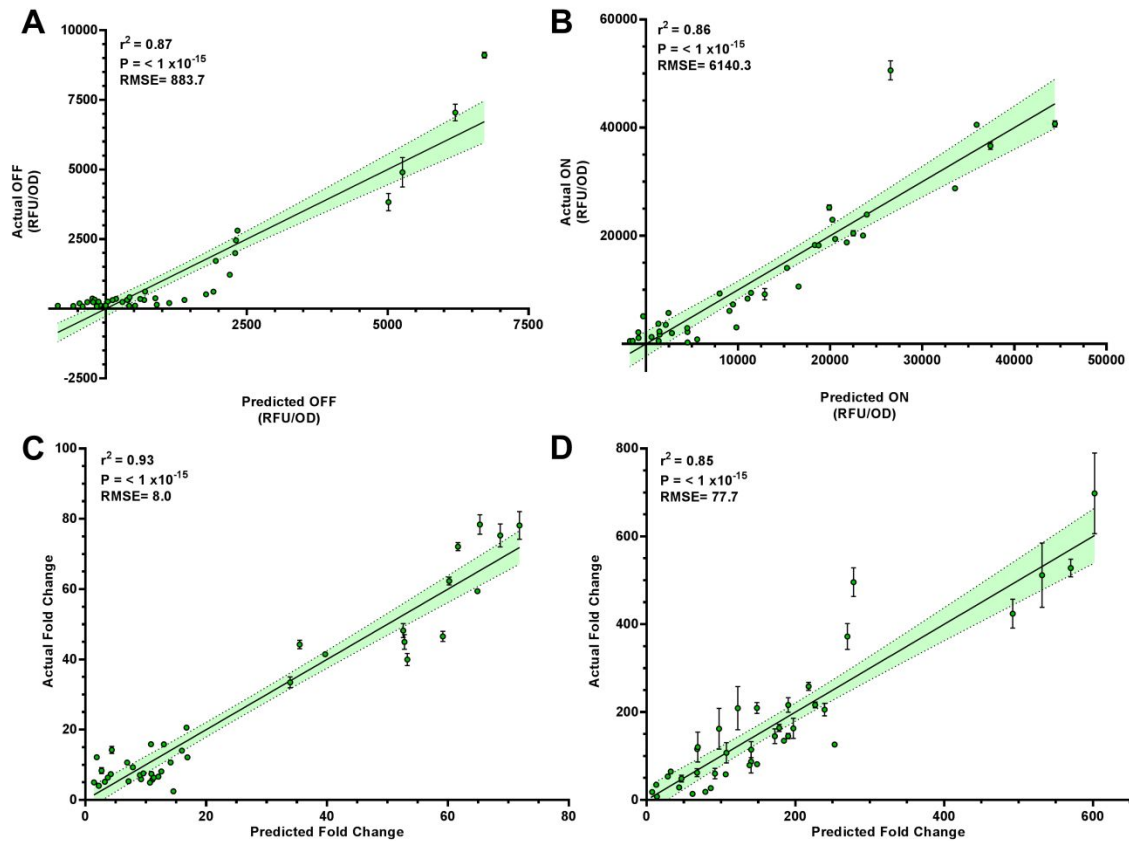 A
r² = 0.87
P = < 1 x10⁻¹⁵
RMSE= 883.7
Actual OFF
(RFU/OD)
10000
7500
5000
2500
-2500
2500
5000
7500
Predicted OFF
(RFU/OD)
B
r² = 0.86
P = < 1 x10⁻¹⁵
RMSE= 6140.3
Actual ON
(RFU/OD)
60000
40000
20000
10000
20000
30000
40000
50000
Predicted ON
(RFU/OD)
C
r² = 0.93
P = < 1 x10⁻¹⁵
RMSE= 8.0
Actual Fold Change
100
80
60
40
20
0
0
20
40
60
80
Predicted Fold Change
D
r² = 0.85
P = < 1 x10⁻¹⁵
RMSE= 77.7
Actual Fold Change
800
600
400
200
0
0
200
400
600
Predicted Fold Change